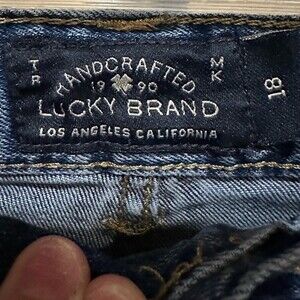 TR MK
HANDCRAFTED
19 90
LUCKY BRAND
LOS ANGELES CALIFORNIA
18